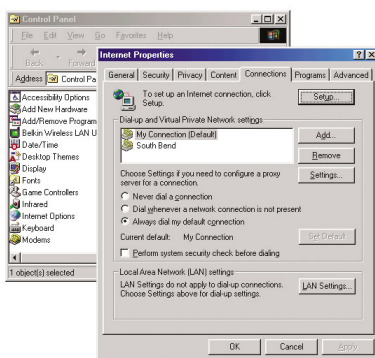 Control Panel
File Edit View Go Favorites Help
Back Forward
Address Control Pa
Accessibility Options
Add New Hardware
Add/Remove Program
Belkin Wireless LAN U
Date/Time
Desktop Themes
Display
Fonts
Game Controllers
Infrared
Internet Options
Keyboard
Modems
1 object(s) selected
Internet Properties
General Security Privacy Content Connections Programs Advanced
To set up an Internet connection, click
Setup.
Setup...
Dial-up and Virtual Private Network settings
My Connection (Default)
South Bend
Add...
Remove
Choose Settings if you need to configure a proxy
server for a connection.
Settings...
Never dial a connection
Dial whenever a network connection is not present
Always dial my default connection
Current default: My Connection
Set Default
Perform system security check before dialing
Local Area Network (LAN) settings
LAN Settings do not apply to dial-up connections.
Choose Settings above for dial-up settings.
LAN Settings...
OK Cancel Apply